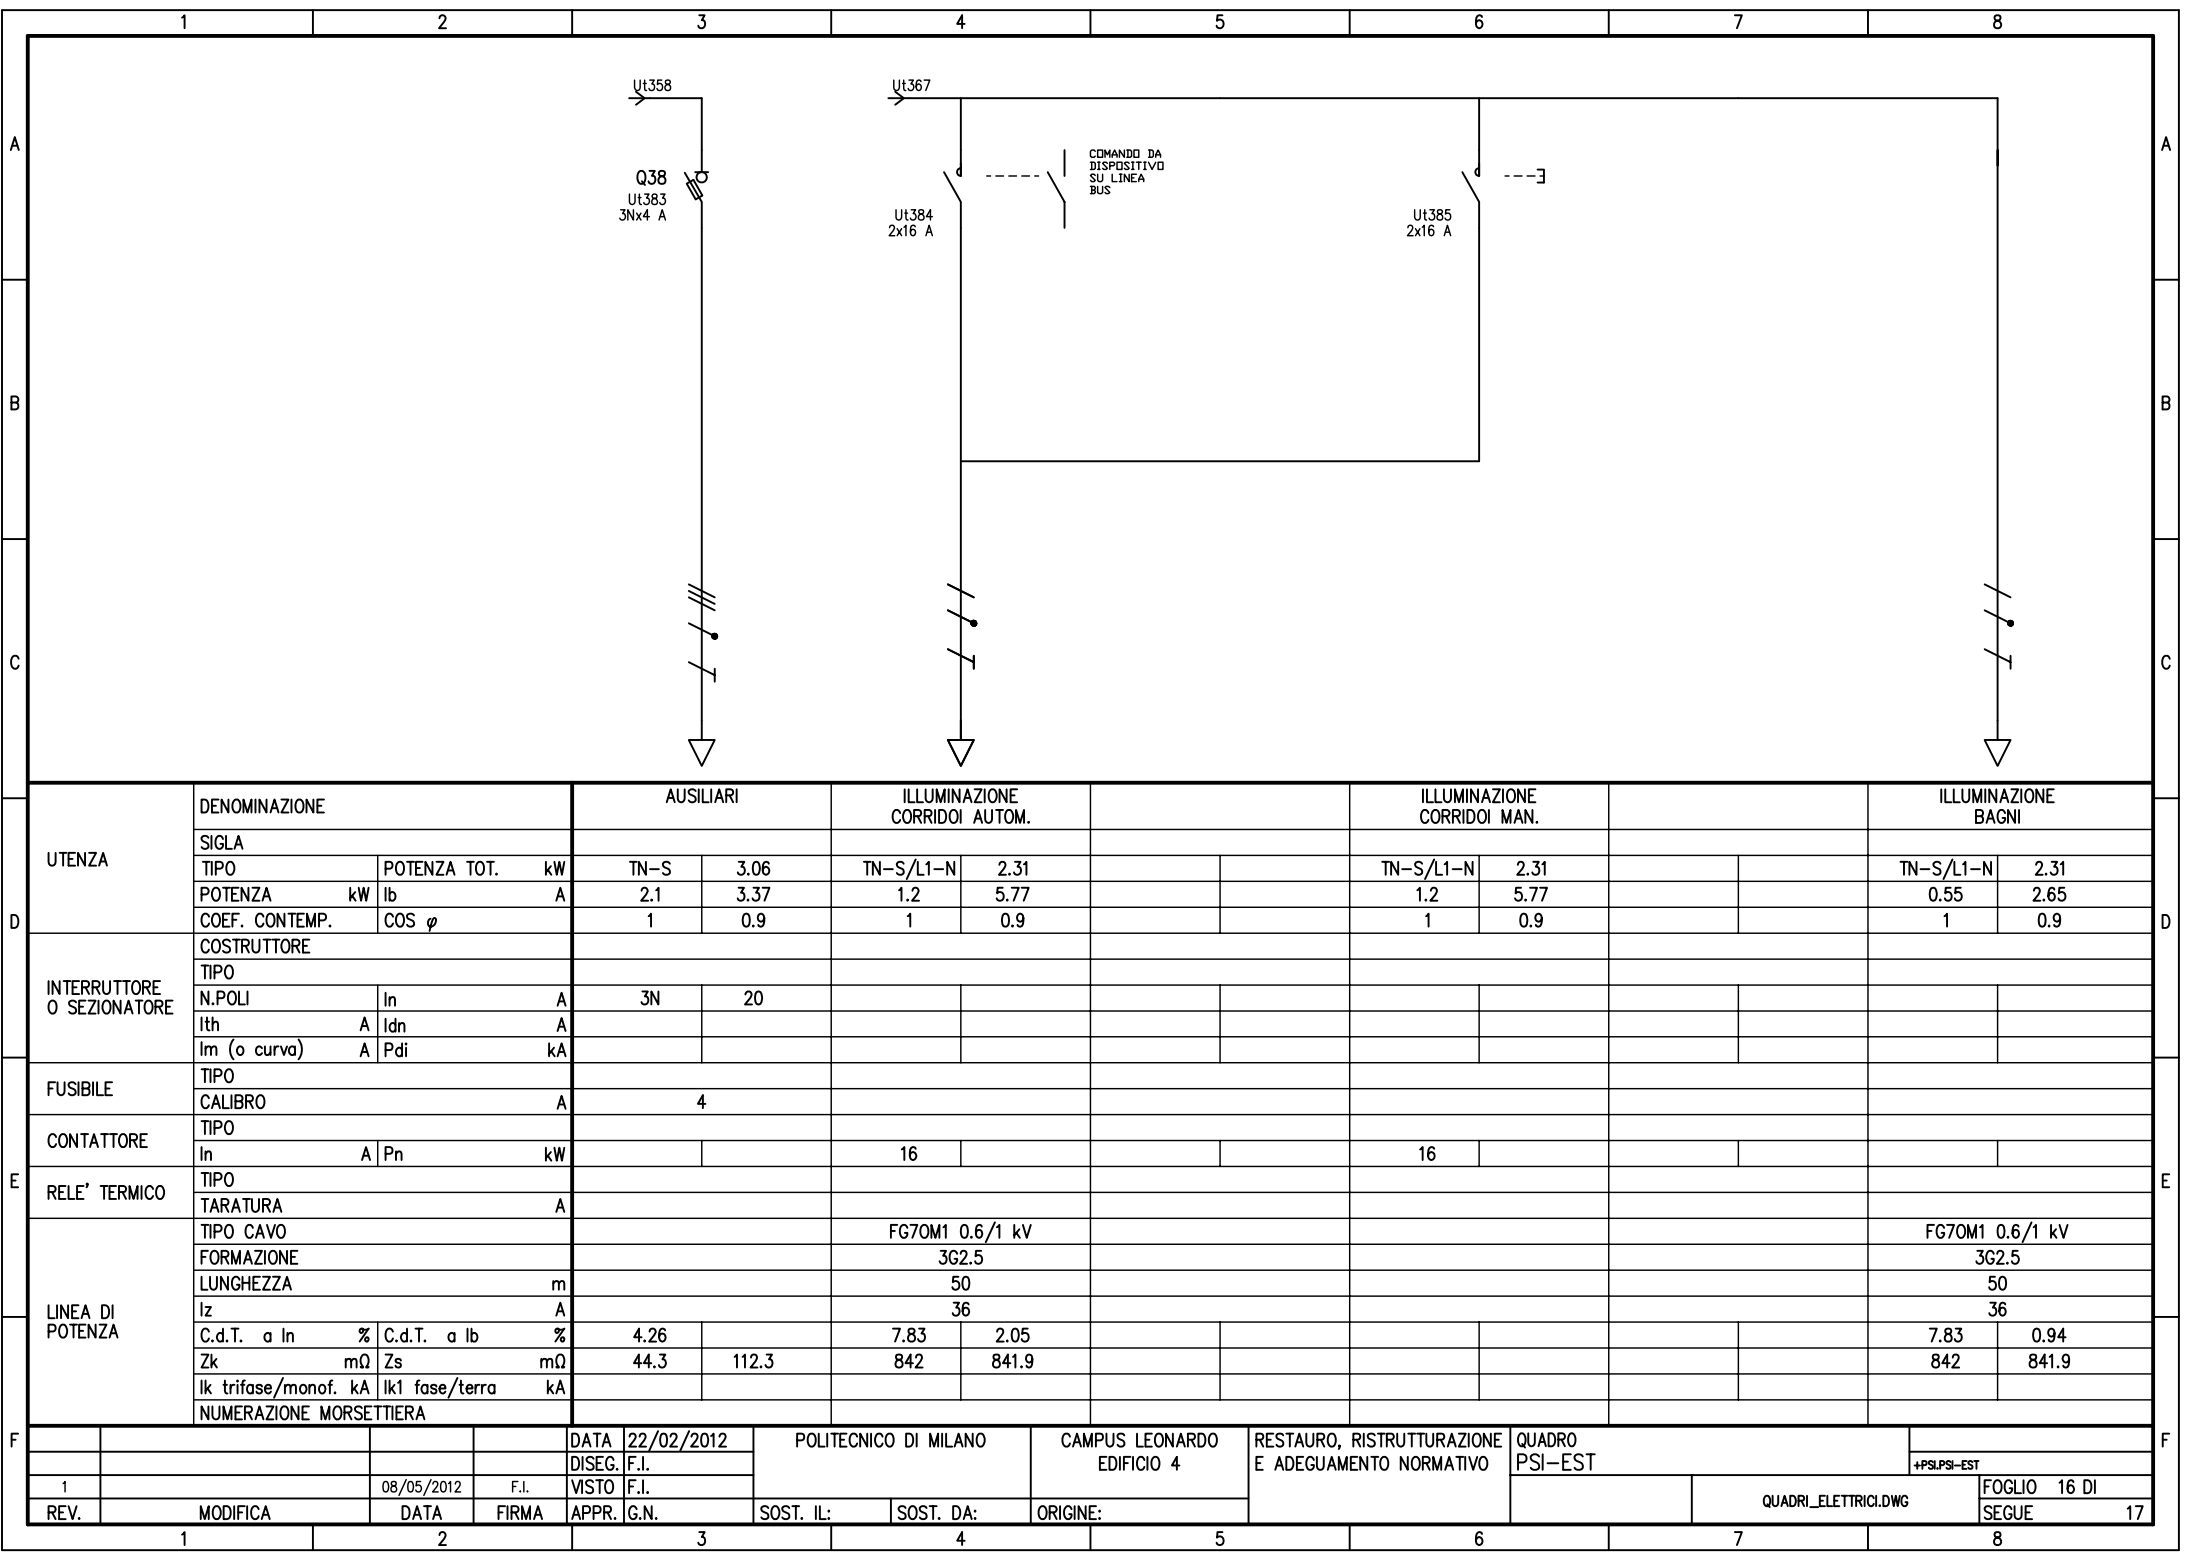 1 2 3 4 5 6 7 8
Ut358
Ut367
A A
COMANDO DA
DISPOSITIVO
SU LINEA
BUS
Q38
Ut383
3Nx4 A
Ut384
2x16 A
Ut385
2x16 A
B B
C C
UTENZA
DENOMINAZIONE AUSILIARI ILLUMINAZIONE CORRIDOI AUTOM. ILLUMINAZIONE CORRIDOI MAN. ILLUMINAZIONE BAGNI
SIGLA
TIPO POTENZA TOT. kW TN-S 3.06 TN-S/L1-N 2.31 TN-S/L1-N 2.31 TN-S/L1-N 2.31
POTENZA kW Ib A 2.1 3.37 1.2 5.77 1.2 5.77 0.55 2.65
D COEF. CONTEMP. COS φ 1 0.9 1 0.9 1 0.9 1 0.9 D
INTERRUTTORE
O SEZIONATORE
COSTRUTTORE
TIPO
N.POLI In A 3N 20
Ith A Idn A
Im (o curva) A Pdi kA
FUSIBILE
TIPO
CALIBRO A 4
CONTATTORE
TIPO
In A Pn kW 16 16
E E
RELE' TERMICO
TIPO
TARATURA A
LINEA DI
POTENZA
TIPO CAVO FG7OM1 0.6/1 kV FG7OM1 0.6/1 kV
FORMAZIONE 3G2.5 3G2.5
LUNGHEZZA m 50 50
Iz A 36 36
C.d.T. a In % C.d.T. a Ib % 4.26 7.83 2.05 7.83 0.94
Zk mΩ Zs mΩ 44.3 112.3 842 841.9 842 841.9
Ik trifase/monof. kA Ik1 fase/terra kA
NUMERAZIONE MORSETTIERA
F F
DATA 22/02/2012 POLITECNICO DI MILANO CAMPUS LEONARDO RESTAURO, RISTRUTTURAZIONE QUADRO
DISEG. F.I. EDIFICIO 4 E ADEGUAMENTO NORMATIVO PSI-EST +PSI.PSI-EST
1 08/05/2012 F.I. VISTO F.I. QUADRI_ELETTRICI.DWG FOGLIO 16 DI
REV. MODIFICA DATA FIRMA APPR. G.N. SOST. IL: SOST. DA: ORIGINE: SEGUE 17
1 2 3 4 5 6 7 8